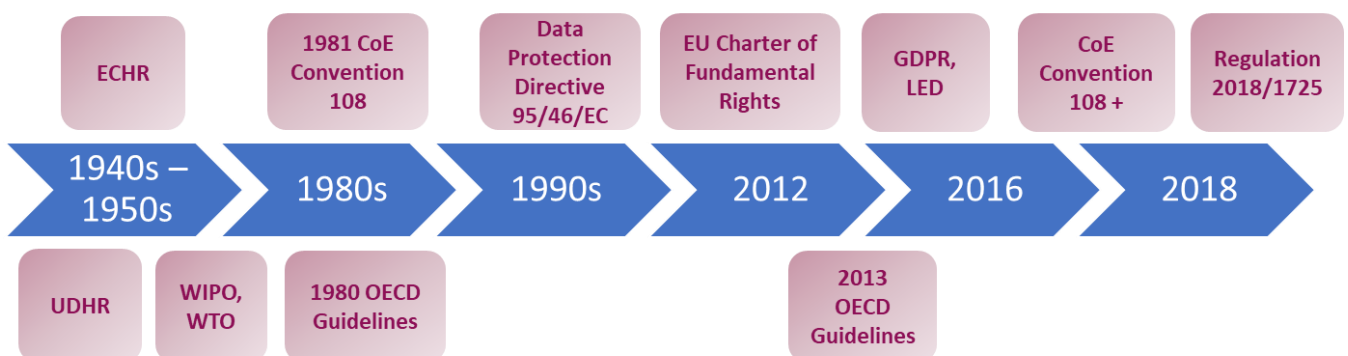 ECHR
1981 CoE
Convention
108
Data
Protection
Directive
95/46/EC
EU Charter of
Fundamental
Rights
GDPR,
LED
CoE
Convention
108 +
Regulation
2018/1725
1940s –
1950s
1980s
1990s
2012
2016
2018
UDHR
WIPO,
WTO
1980 OECD
Guidelines
2013
OECD
Guidelines